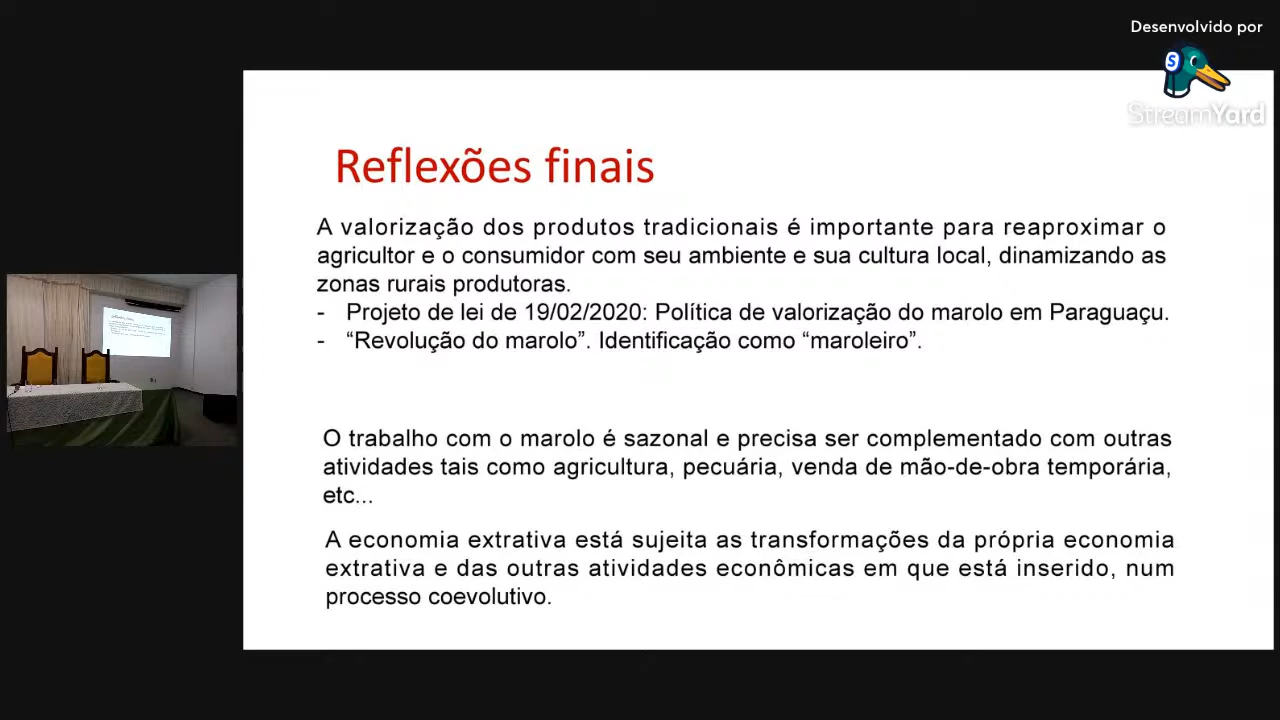 Desenvolvido por
StreamYard
Reflexões finais
A valorização dos produtos tradicionais é importante para reaproximar o
agricultor e o consumidor com seu ambiente e sua cultura local, dinamizando as
zonas rurais produtoras.
- Projeto de lei de 19/02/2020: Política de valorização do marolo em Paraguaçu.
- “Revolução do marolo”. Identificação como “maroleiro”.
O trabalho com o marolo é sazonal e precisa ser complementado com outras
atividades tais como agricultura, pecuária, venda de mão-de-obra temporária,
etc...
A economia extrativa está sujeita as transformações da própria economia
extrativa e das outras atividades econômicas em que está inserido, num
processo coevolutivo.